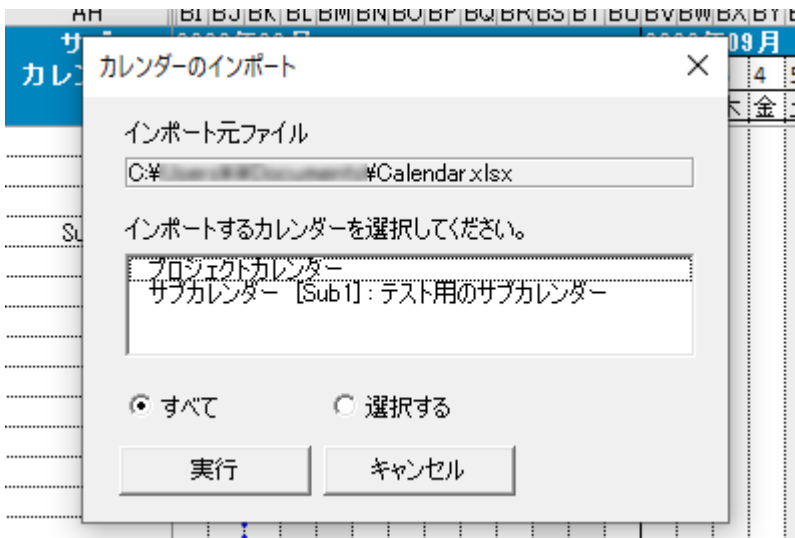 AH BI BJ BK BL BM BN BO BP BQ BR BS BT BU BV BW BX BY
09月
カレ
カレンダーのインポート
4
木 金
インポート元ファイル
C:¥ ¥Calendar.xlsx
Su
インポートするカレンダーを選択してください。
プロジェクトカレンダー
サブカレンダー [Sub1] : テスト用のサブカレンダー
すべて 選択する
実行 キャンセル